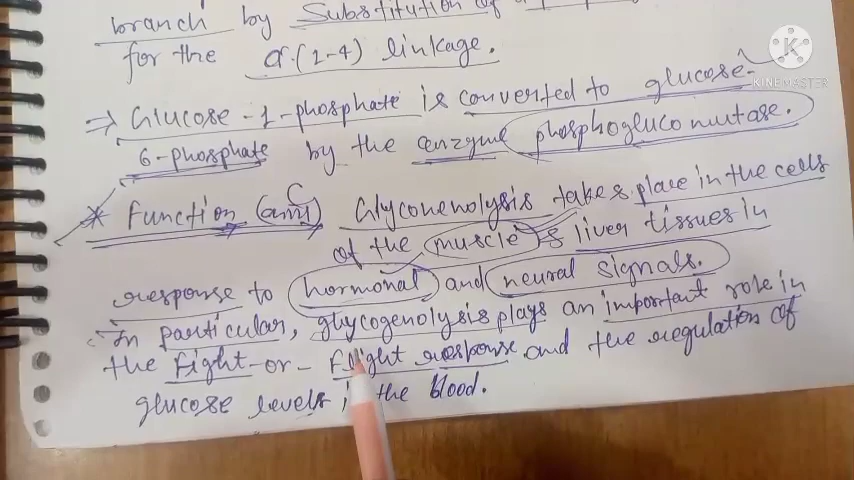 branch by Substitution of a
for the α.(1-4) linkage.
⇒ Glucose-1-phosphate is converted to glucose-
6-phosphate by the enzyme phosphoglucomutase.
* Function (aim) Glyconenolysis takes place in the cells
of the muscle & liver tissues in
response to hormonal and neural signals.
In particular, glycogenolysis plays an important role in
the Fight-or-Flight response and the regulation of
glucose levels i the blood.
KINEMASTER